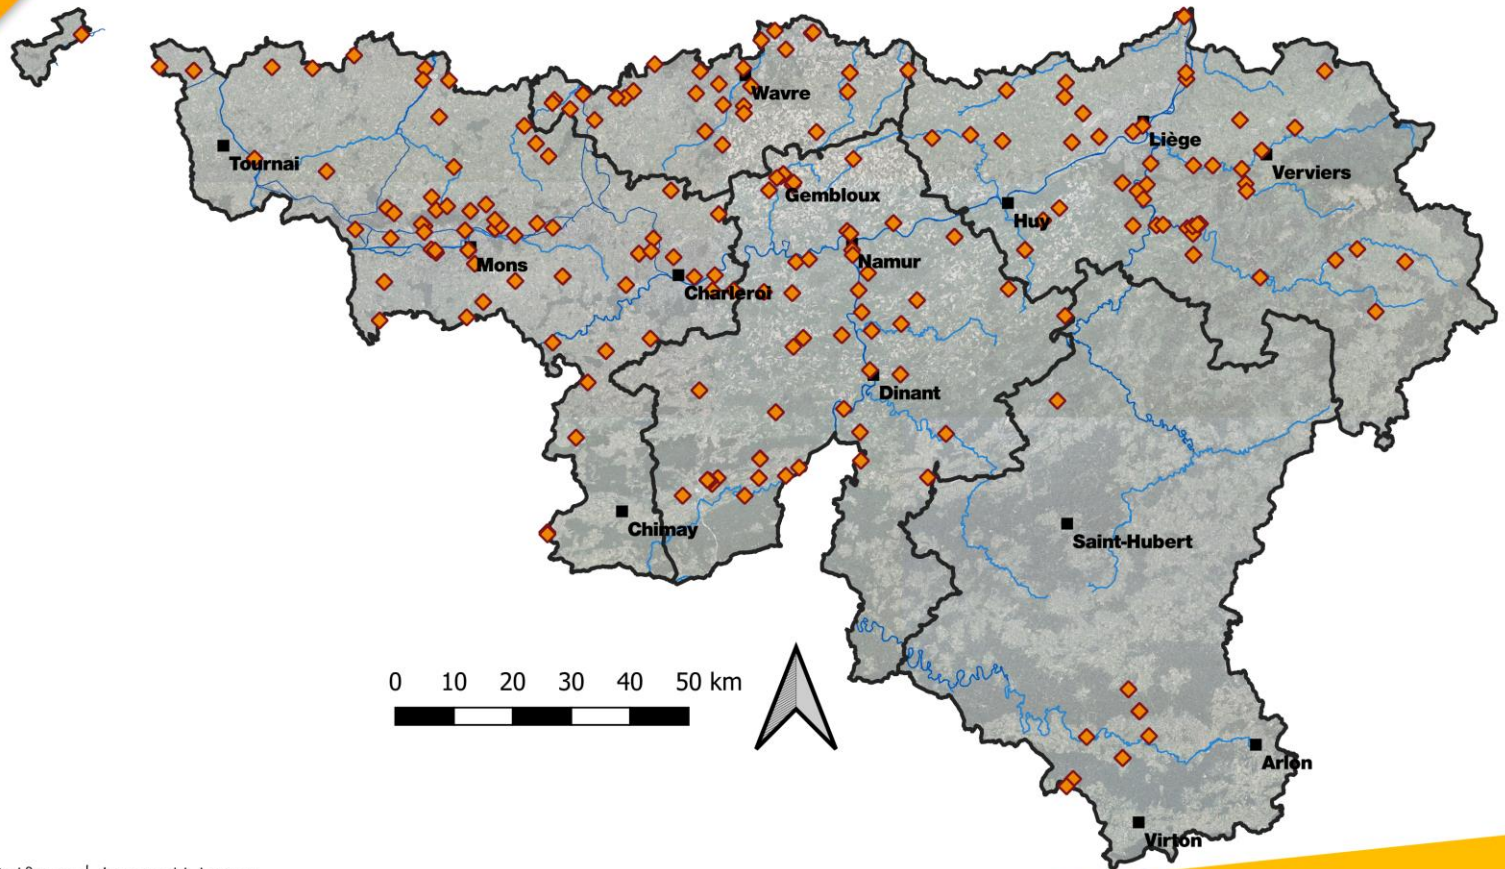 Wavre
Tournai
Liège
Verviers
Gembloux
Huy
Mons
Namur
Charleroi
Dinant
Chimay
Saint-Hubert
0 10 20 30 40 50 km
Arlon
Virton